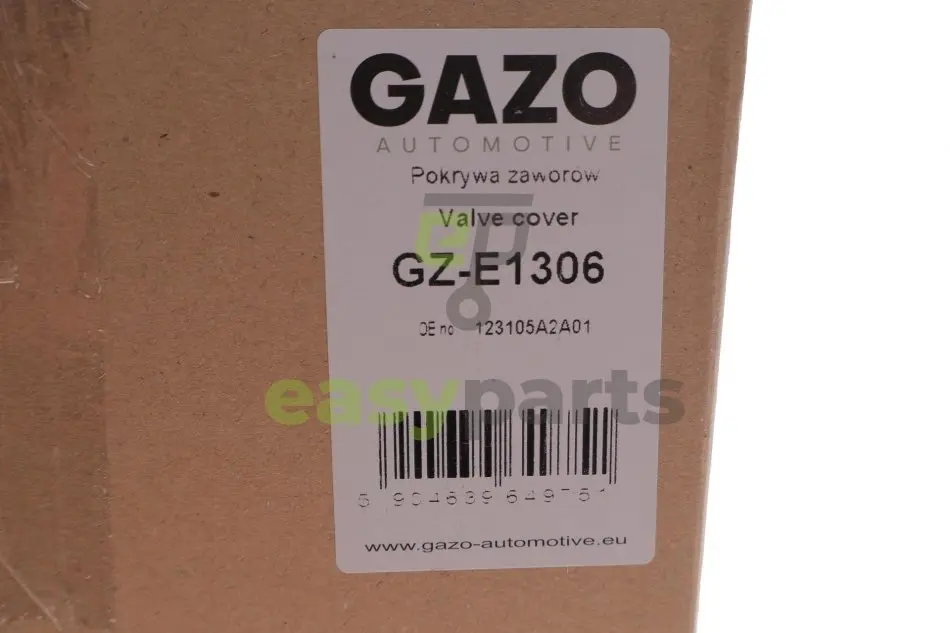 GAZO
AUTOMOTIVE
Pokrywa zaworów
Valve cover
ep
GZ-E1306
OE no 123105A2A01
easyparts
5 904639 649761
www.gazo-automotive.eu